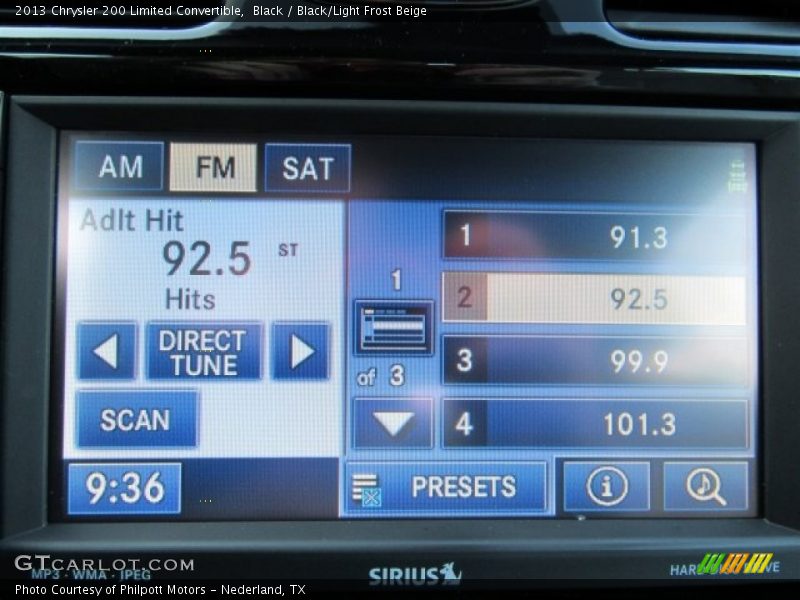 2013 Chrysler 200 Limited Convertible,  Black / Black/Light Frost Beige
AM FM SAT
Adlt Hit
92.5 ST
Hits
DIRECT
TUNE
SCAN
9:36
1
of 3
1 91.3
2 92.5
3 99.9
4 101.3
PRESETS
i
GTcarlot.com
MP3 · WMA · JPEG
SIRIUS
Photo Courtesy of Philpott Motors - Nederland, TX